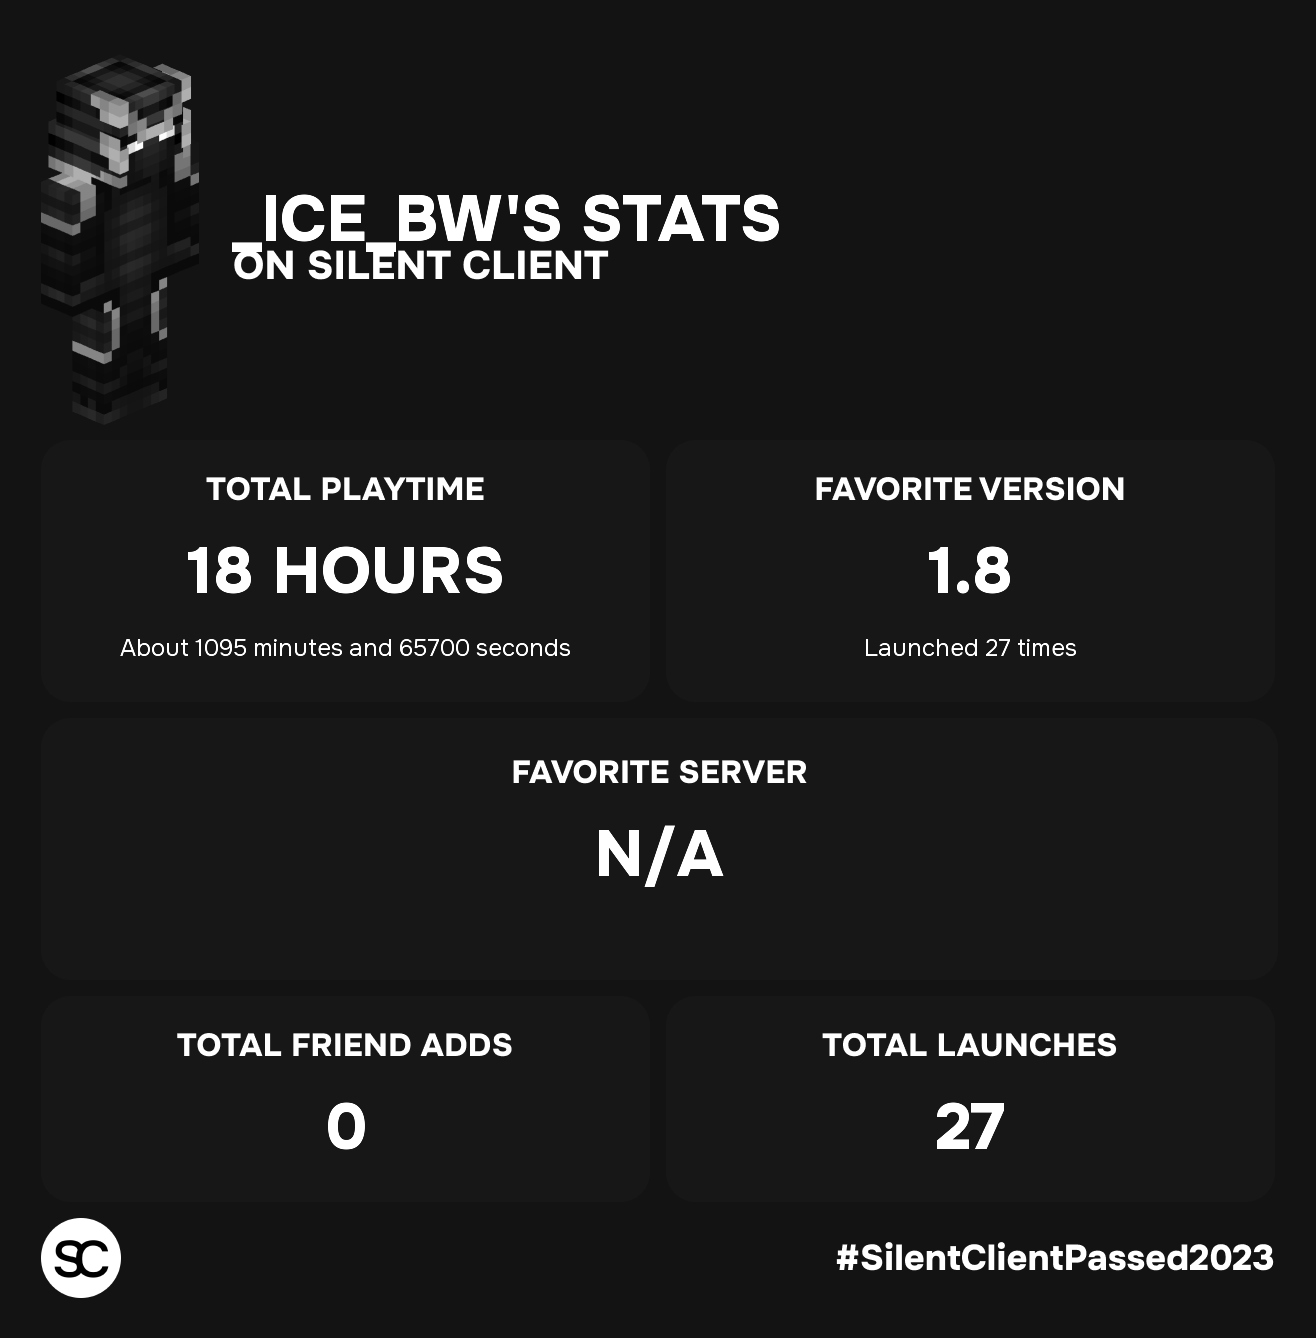 _ICE_BW'S STATS
ON SILENT CLIENT
TOTAL PLAYTIME
18 HOURS
About 1095 minutes and 65700 seconds
FAVORITE VERSION
1.8
Launched 27 times
FAVORITE SERVER
N/A
TOTAL FRIEND ADDS
0
TOTAL LAUNCHES
27
SC
#SilentClientPassed2023